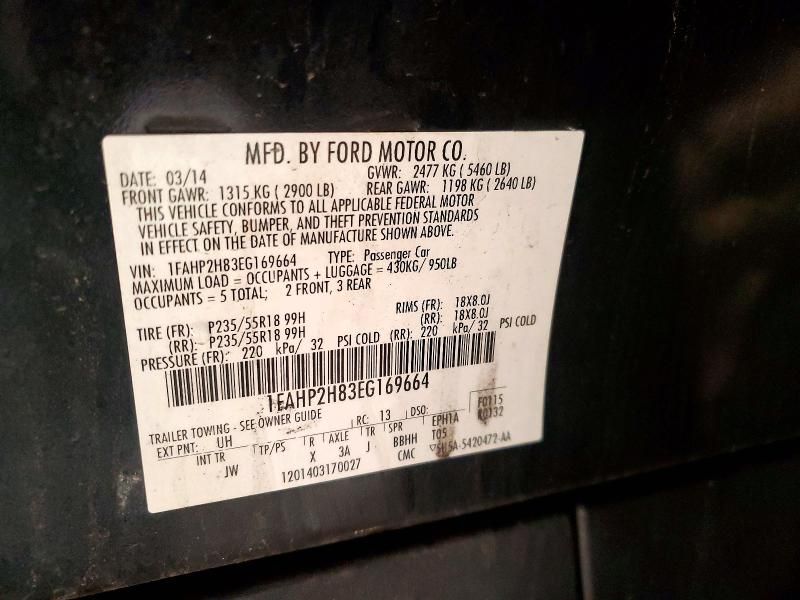 MFD. BY FORD MOTOR CO.
DATE: 03/14 GVWR: 2477 KG ( 5460 LB)
FRONT GAWR: 1315 KG ( 2900 LB) REAR GAWR: 1198 KG ( 2640 LB)
THIS VEHICLE CONFORMS TO ALL APPLICABLE FEDERAL MOTOR
VEHICLE SAFETY, BUMPER, AND THEFT PREVENTION STANDARDS
IN EFFECT ON THE DATE OF MANUFACTURE SHOWN ABOVE.
VIN: 1FAHP2H83EG169664 TYPE: Passenger Car
MAXIMUM LOAD = OCCUPANTS + LUGGAGE = 430KG/ 950LB
OCCUPANTS = 5 TOTAL; 2 FRONT, 3 REAR
TIRE (FR): P235/55R18 99H RIMS (FR): 18X8.0J
(RR): P235/55R18 99H (RR): 18X8.0J
PRESSURE (FR): 220 kPa/ 32 PSI COLD (RR): 220 kPa/ 32 PSI COLD
1FAHP2H83EG169664
F0115
R0132
TRAILER TOWING - SEE OWNER GUIDE RC: 13 DSO:
EXT PNT: UH INT TR TP/PS R AXLE TR SPR EPH1A
JW X 3A J BBHH T05
1201403170027 CMC 5420472-AA